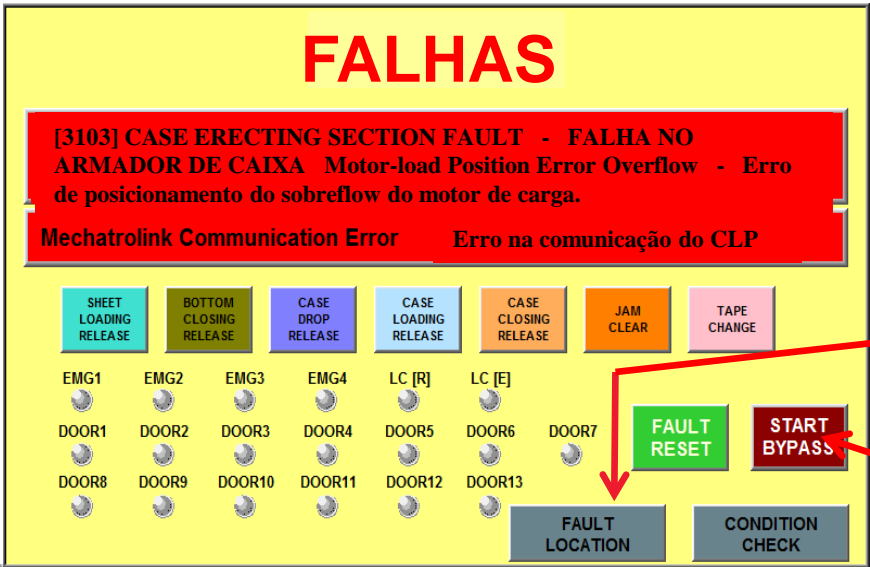 FALHAS
[3103] CASE ERECTING SECTION FAULT - FALHA NO
ARMADOR DE CAIXA Motor-load Position Error Overflow - Erro
de posicionamento do sobreflow do motor de carga.
Mechatrolink Communication Error Erro na comunicação do CLP
SHEET
LOADING
RELEASE
BOTTOM
CLOSING
RELEASE
CASE
DROP
RELEASE
CASE
LOADING
RELEASE
CASE
CLOSING
RELEASE
JAM
CLEAR
TAPE
CHANGE
EMG1 EMG2 EMG3 EMG4 LC [R] LC [E]
DOOR1 DOOR2 DOOR3 DOOR4 DOOR5 DOOR6 DOOR7
FAULT
RESET
START
BYPASS
DOOR8 DOOR9 DOOR10 DOOR11 DOOR12 DOOR13
FAULT
LOCATION
CONDITION
CHECK